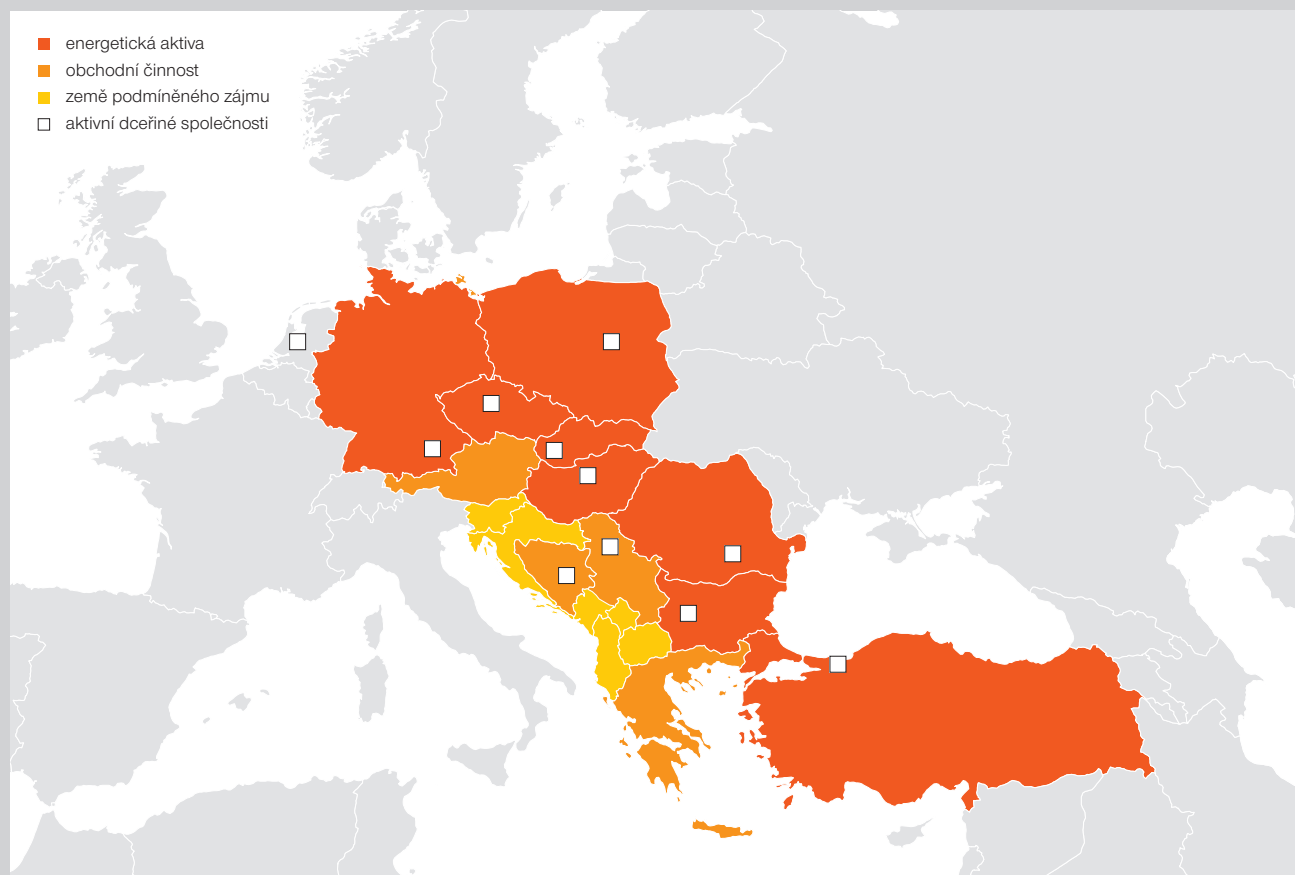 energetická aktiva
obchodní činnost
země podmíněného zájmu
aktivní dceřiné společnosti